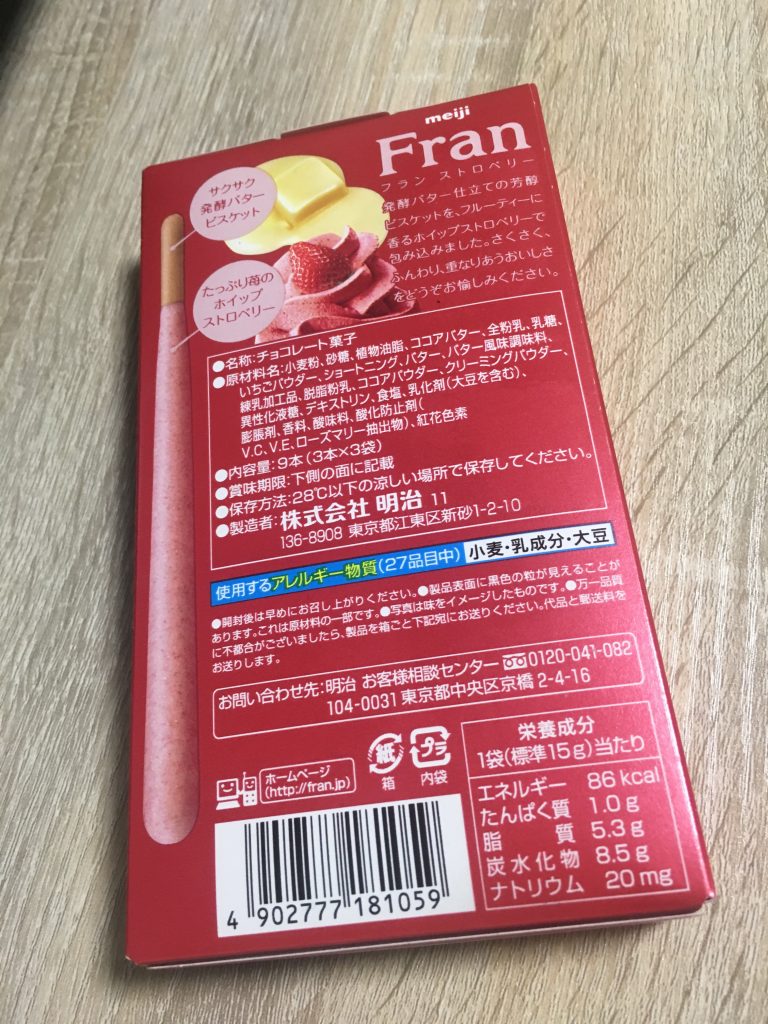 meiji
Fran
フラン ストロベリー
発酵バター仕立ての芳醇
ビスケットを、フルーティーに
香るホイップストロベリーで
包み込みました。さくさく、
ふんわり、重なりあうおいしさ
をどうぞお愉しみください。
サクサク
発酵バター
ビスケット
たっぷり苺の
ホイップ
ストロベリー
●名称:チョコレート菓子
●原材料名:小麦粉、砂糖、植物油脂、ココアバター、全粉乳、乳糖、
いちごパウダー、ショートニング、バター、バター風味調味料、
練乳加工品、脱脂粉乳、ココアパウダー、クリーミングパウダー、
異性化液糖、デキストリン、食塩、乳化剤(大豆を含む)、
膨脹剤、香料、酸味料、酸化防止剤(
V.C、V.E、ローズマリー抽出物)、紅花色素
●内容量:9本(3本×3袋)
●賞味期限:下側の面に記載
●保存方法:28℃以下の涼しい場所で保存してください。
●製造者:株式会社 明治 11
136-8908 東京都江東区新砂1-2-10
使用するアレルギー物質(27品目中) 小麦・乳成分・大豆
●開封後は早めにお召し上がりください。●製品表面に黒色の粒が見えることが
あります。これは原材料の一部です。●写真は味をイメージしたものです。●万一品質
に不都合がございましたら、製品を箱ごと下記宛にお送りください。代品と郵送料を
お送りします。
お問い合わせ先:明治 お客様相談センター 0120-041-082
104-0031 東京都中央区京橋2-4-16
ホームページ
(http://fran.jp)
紙
箱
プラ
内袋
栄養成分
1袋(標準15g)当たり
エネルギー 86kcal
たんぱく質 1.0g
脂質 5.3g
炭水化物 8.5g
ナトリウム 20mg
4 902777 181059